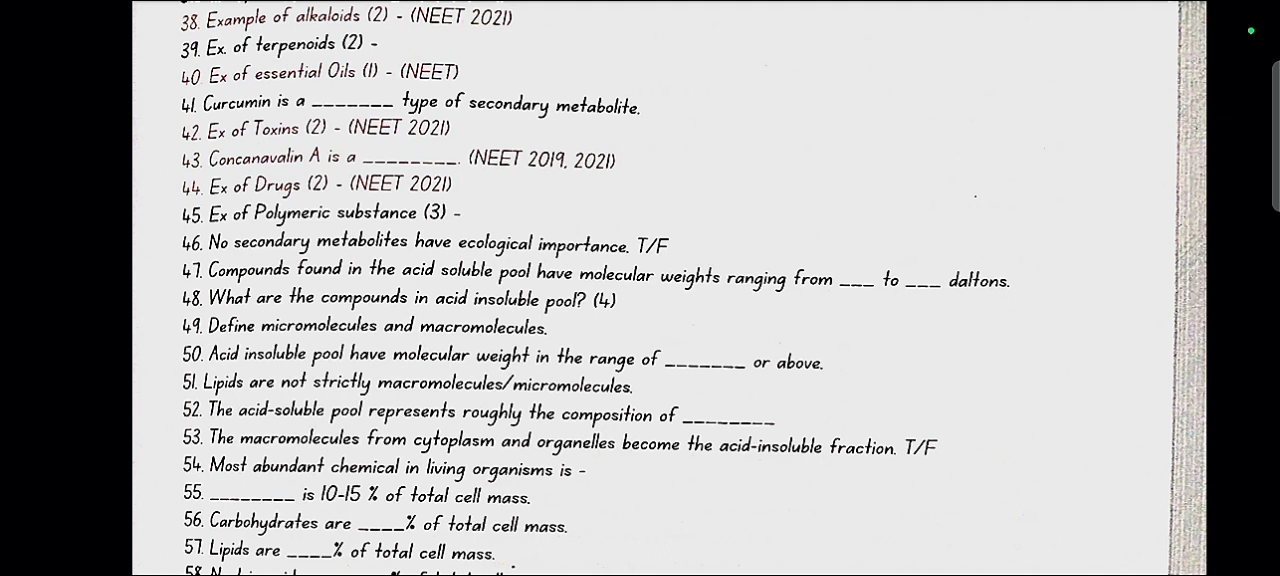 38. Example of alkaloids (2) - (NEET 2021)
39. Ex. of terpenoids (2) -
40 Ex of essential Oils (1) - (NEET)
41. Curcumin is a _______ type of secondary metabolite.
42. Ex of Toxins (2) - (NEET 2021)
43. Concanavalin A is a ________. (NEET 2019, 2021)
44. Ex of Drugs (2) - (NEET 2021)
45. Ex of Polymeric substance (3) -
46. No secondary metabolites have ecological importance. T/F
47. Compounds found in the acid soluble pool have molecular weights ranging from ___ to ___ daltons.
48. What are the compounds in acid insoluble pool? (4)
49. Define micromolecules and macromolecules.
50. Acid insoluble pool have molecular weight in the range of _______ or above.
51. Lipids are not strictly macromolecules/micromolecules.
52. The acid-soluble pool represents roughly the composition of ________
53. The macromolecules from cytoplasm and organelles become the acid-insoluble fraction. T/F
54. Most abundant chemical in living organisms is -
55. ________ is 10-15 % of total cell mass.
56. Carbohydrates are ____% of total cell mass.
57. Lipids are ____% of total cell mass.
58.